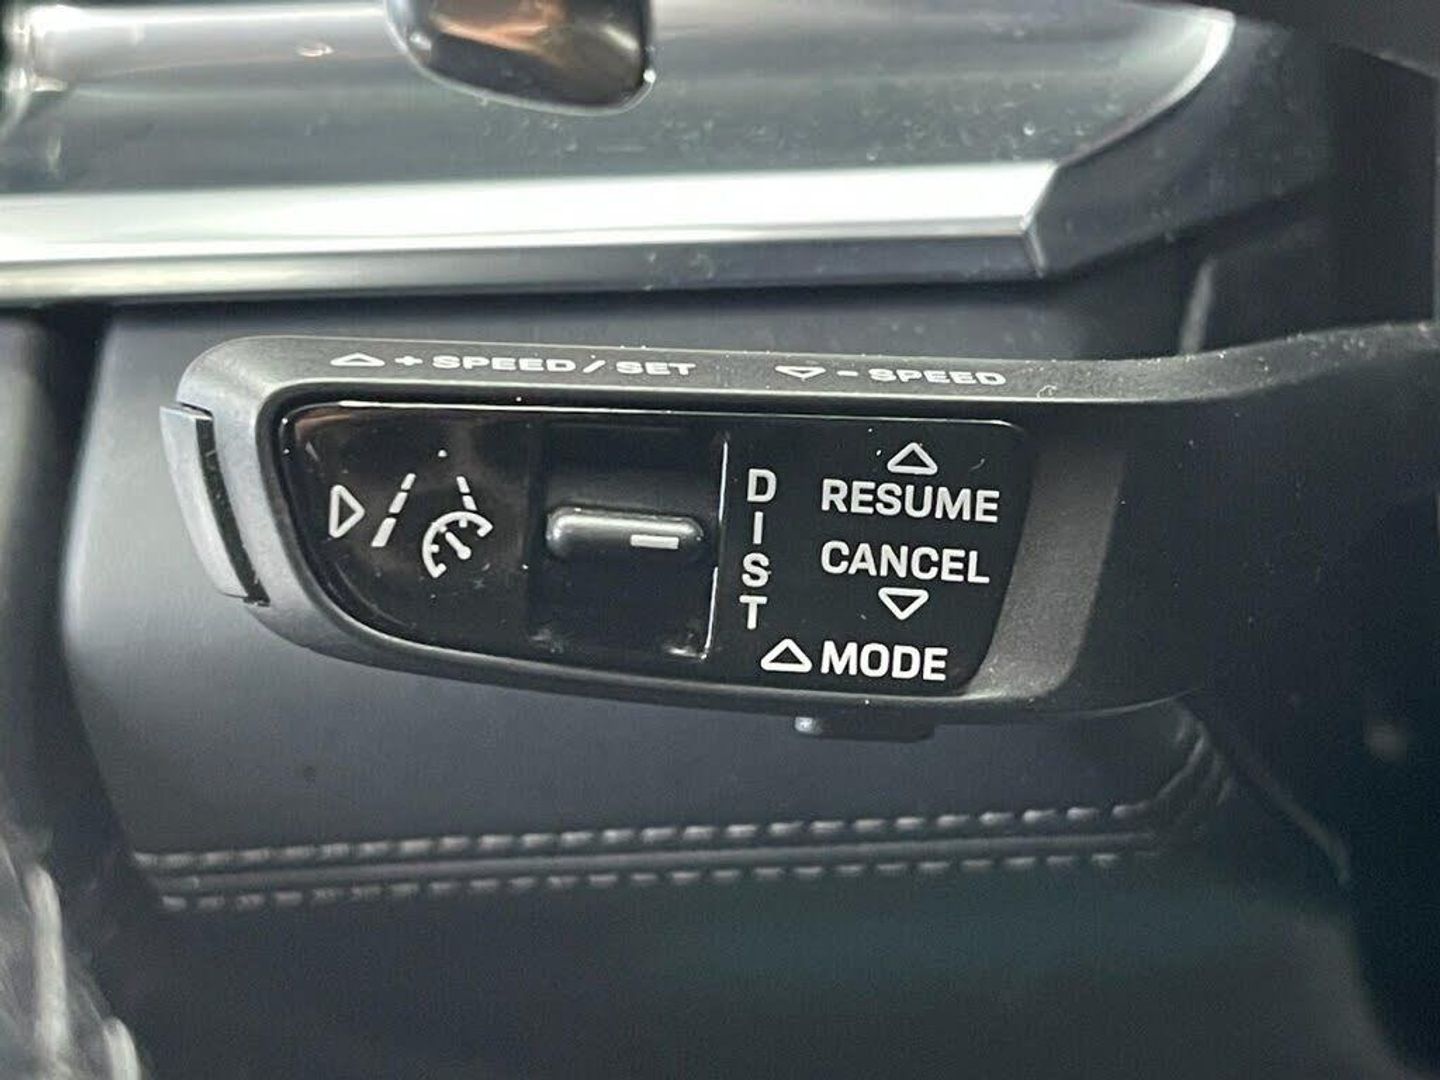 + SPEED / SET
- SPEED
DIST
RESUME
CANCEL
MODE